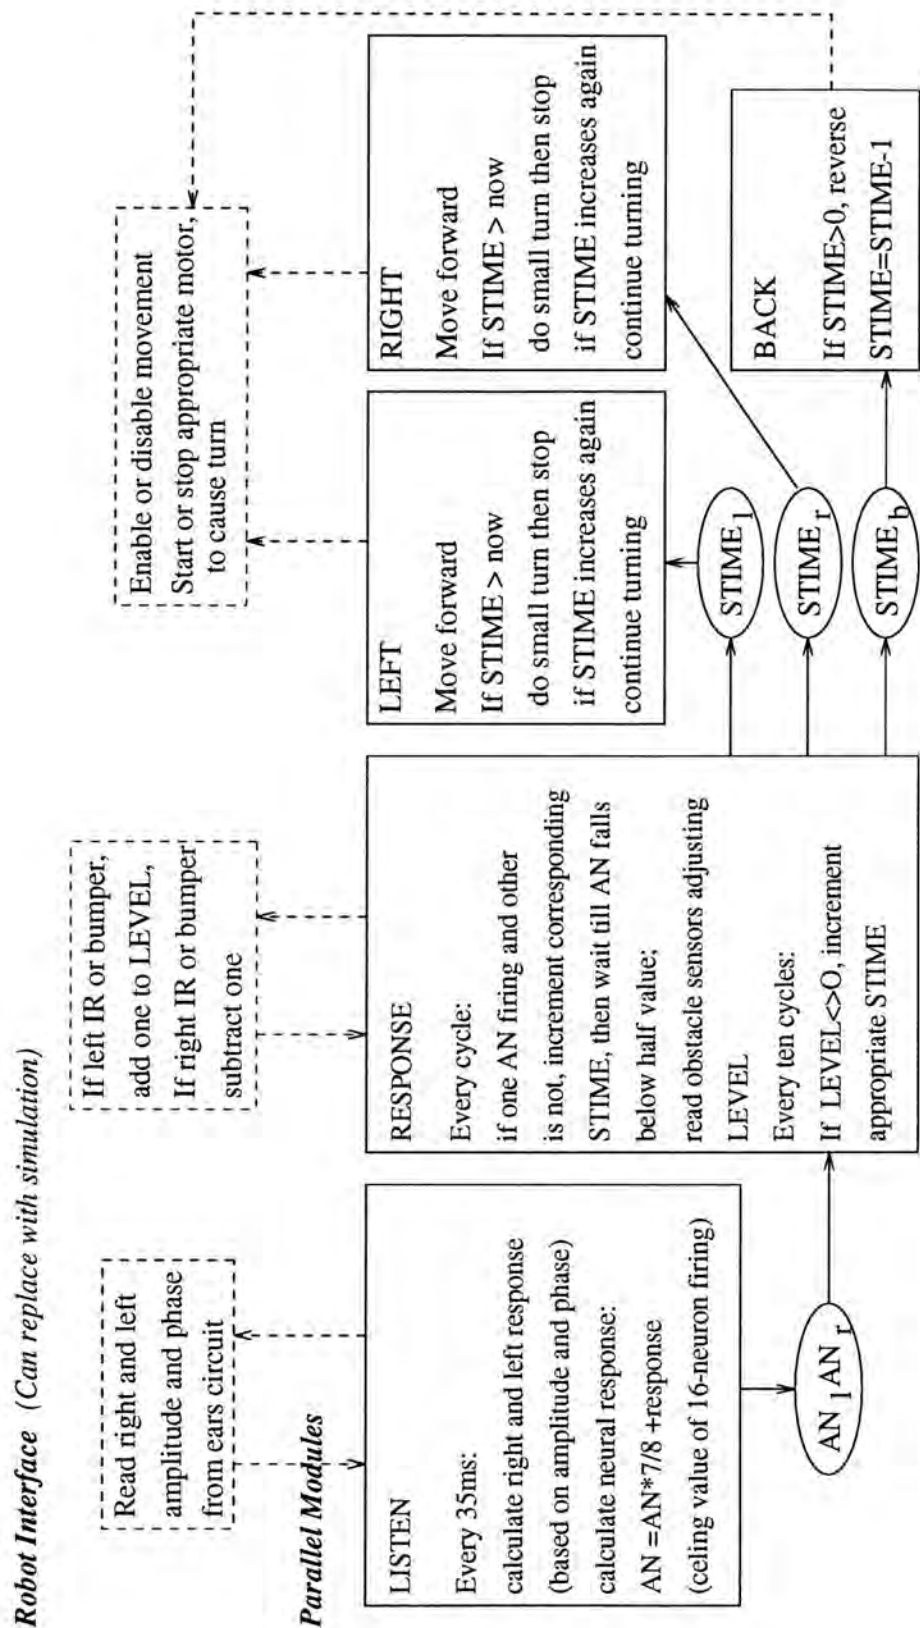 Robot Interface (Can replace with simulation)
Read right and left
amplitude and phase
from ears circuit
If left IR or bumper,
add one to LEVEL,
If right IR or bumper
subtract one
Enable or disable movement
Start or stop appropriate motor,
to cause turn
Parallel Modules
LISTEN
Every 35ms:
calculate right and left response
(based on amplitude and phase)
calculate neural response:
AN =AN*7/8 +response
(celing value of 16-neuron firing)
AN l AN r
RESPONSE
Every cycle:
if one AN firing and other
is not, increment corresponding
STIME, then wait till AN falls
below half value;
read obstacle sensors adjusting
LEVEL
Every ten cycles:
If LEVEL<>O, increment
appropriate STIME
LEFT
Move forward
If STIME > now
do small turn then stop
if STIME increases again
continue turning
RIGHT
Move forward
If STIME > now
do small turn then stop
if STIME increases again
continue turning
STIME l
STIME r
STIME b
BACK
If STIME>0, reverse
STIME=STIME-1